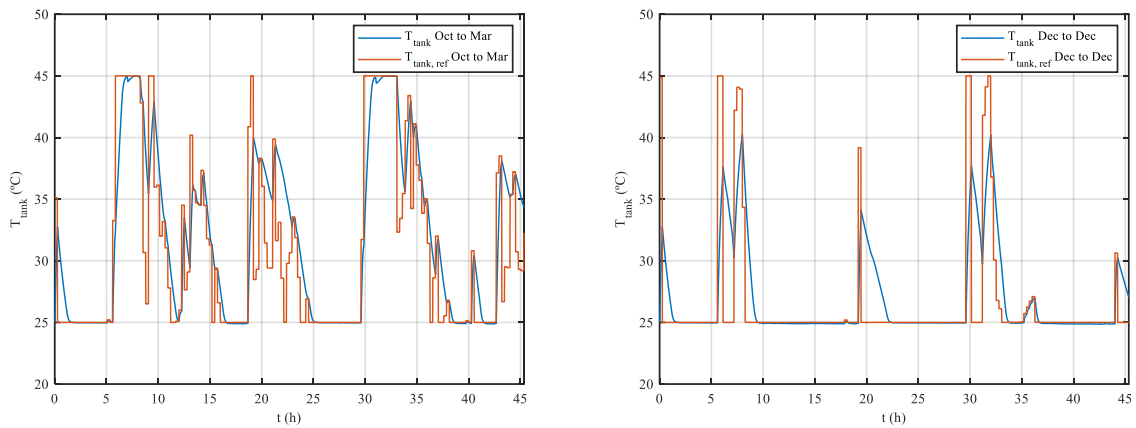 50
45
40
35
30
25
20
T_tank (ºC)
0 5 10 15 20 25 30 35 40 45
t (h)
T_tank Oct to Mar
T_tank, ref Oct to Mar
50
45
40
35
30
25
20
T_tank (ºC)
0 5 10 15 20 25 30 35 40 45
t (h)
T_tank Dec to Dec
T_tank, ref Dec to Dec